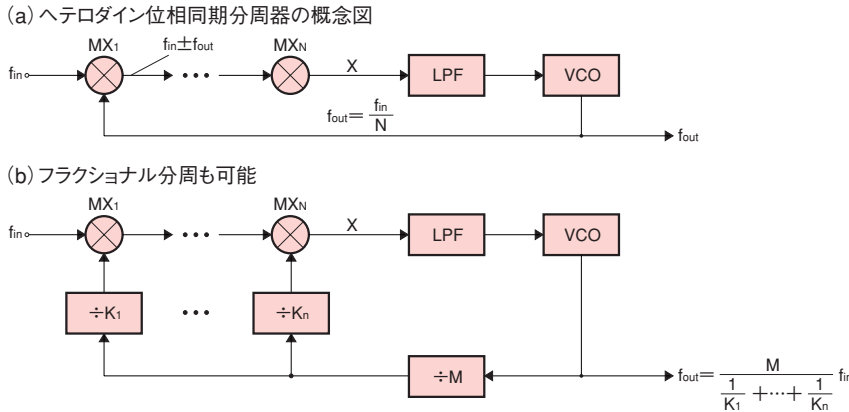 (a)ヘテロダイン位相同期分周器の概念図
MX1 fin±fout MXN
fin X LPF VCO
fout= fin/N
fout
(b)フラクショナル分周も可能
MX1 MXN
fin X LPF VCO
÷K1 ÷Kn
÷M fout= M / (1/K1 +…+ 1/Kn) fin